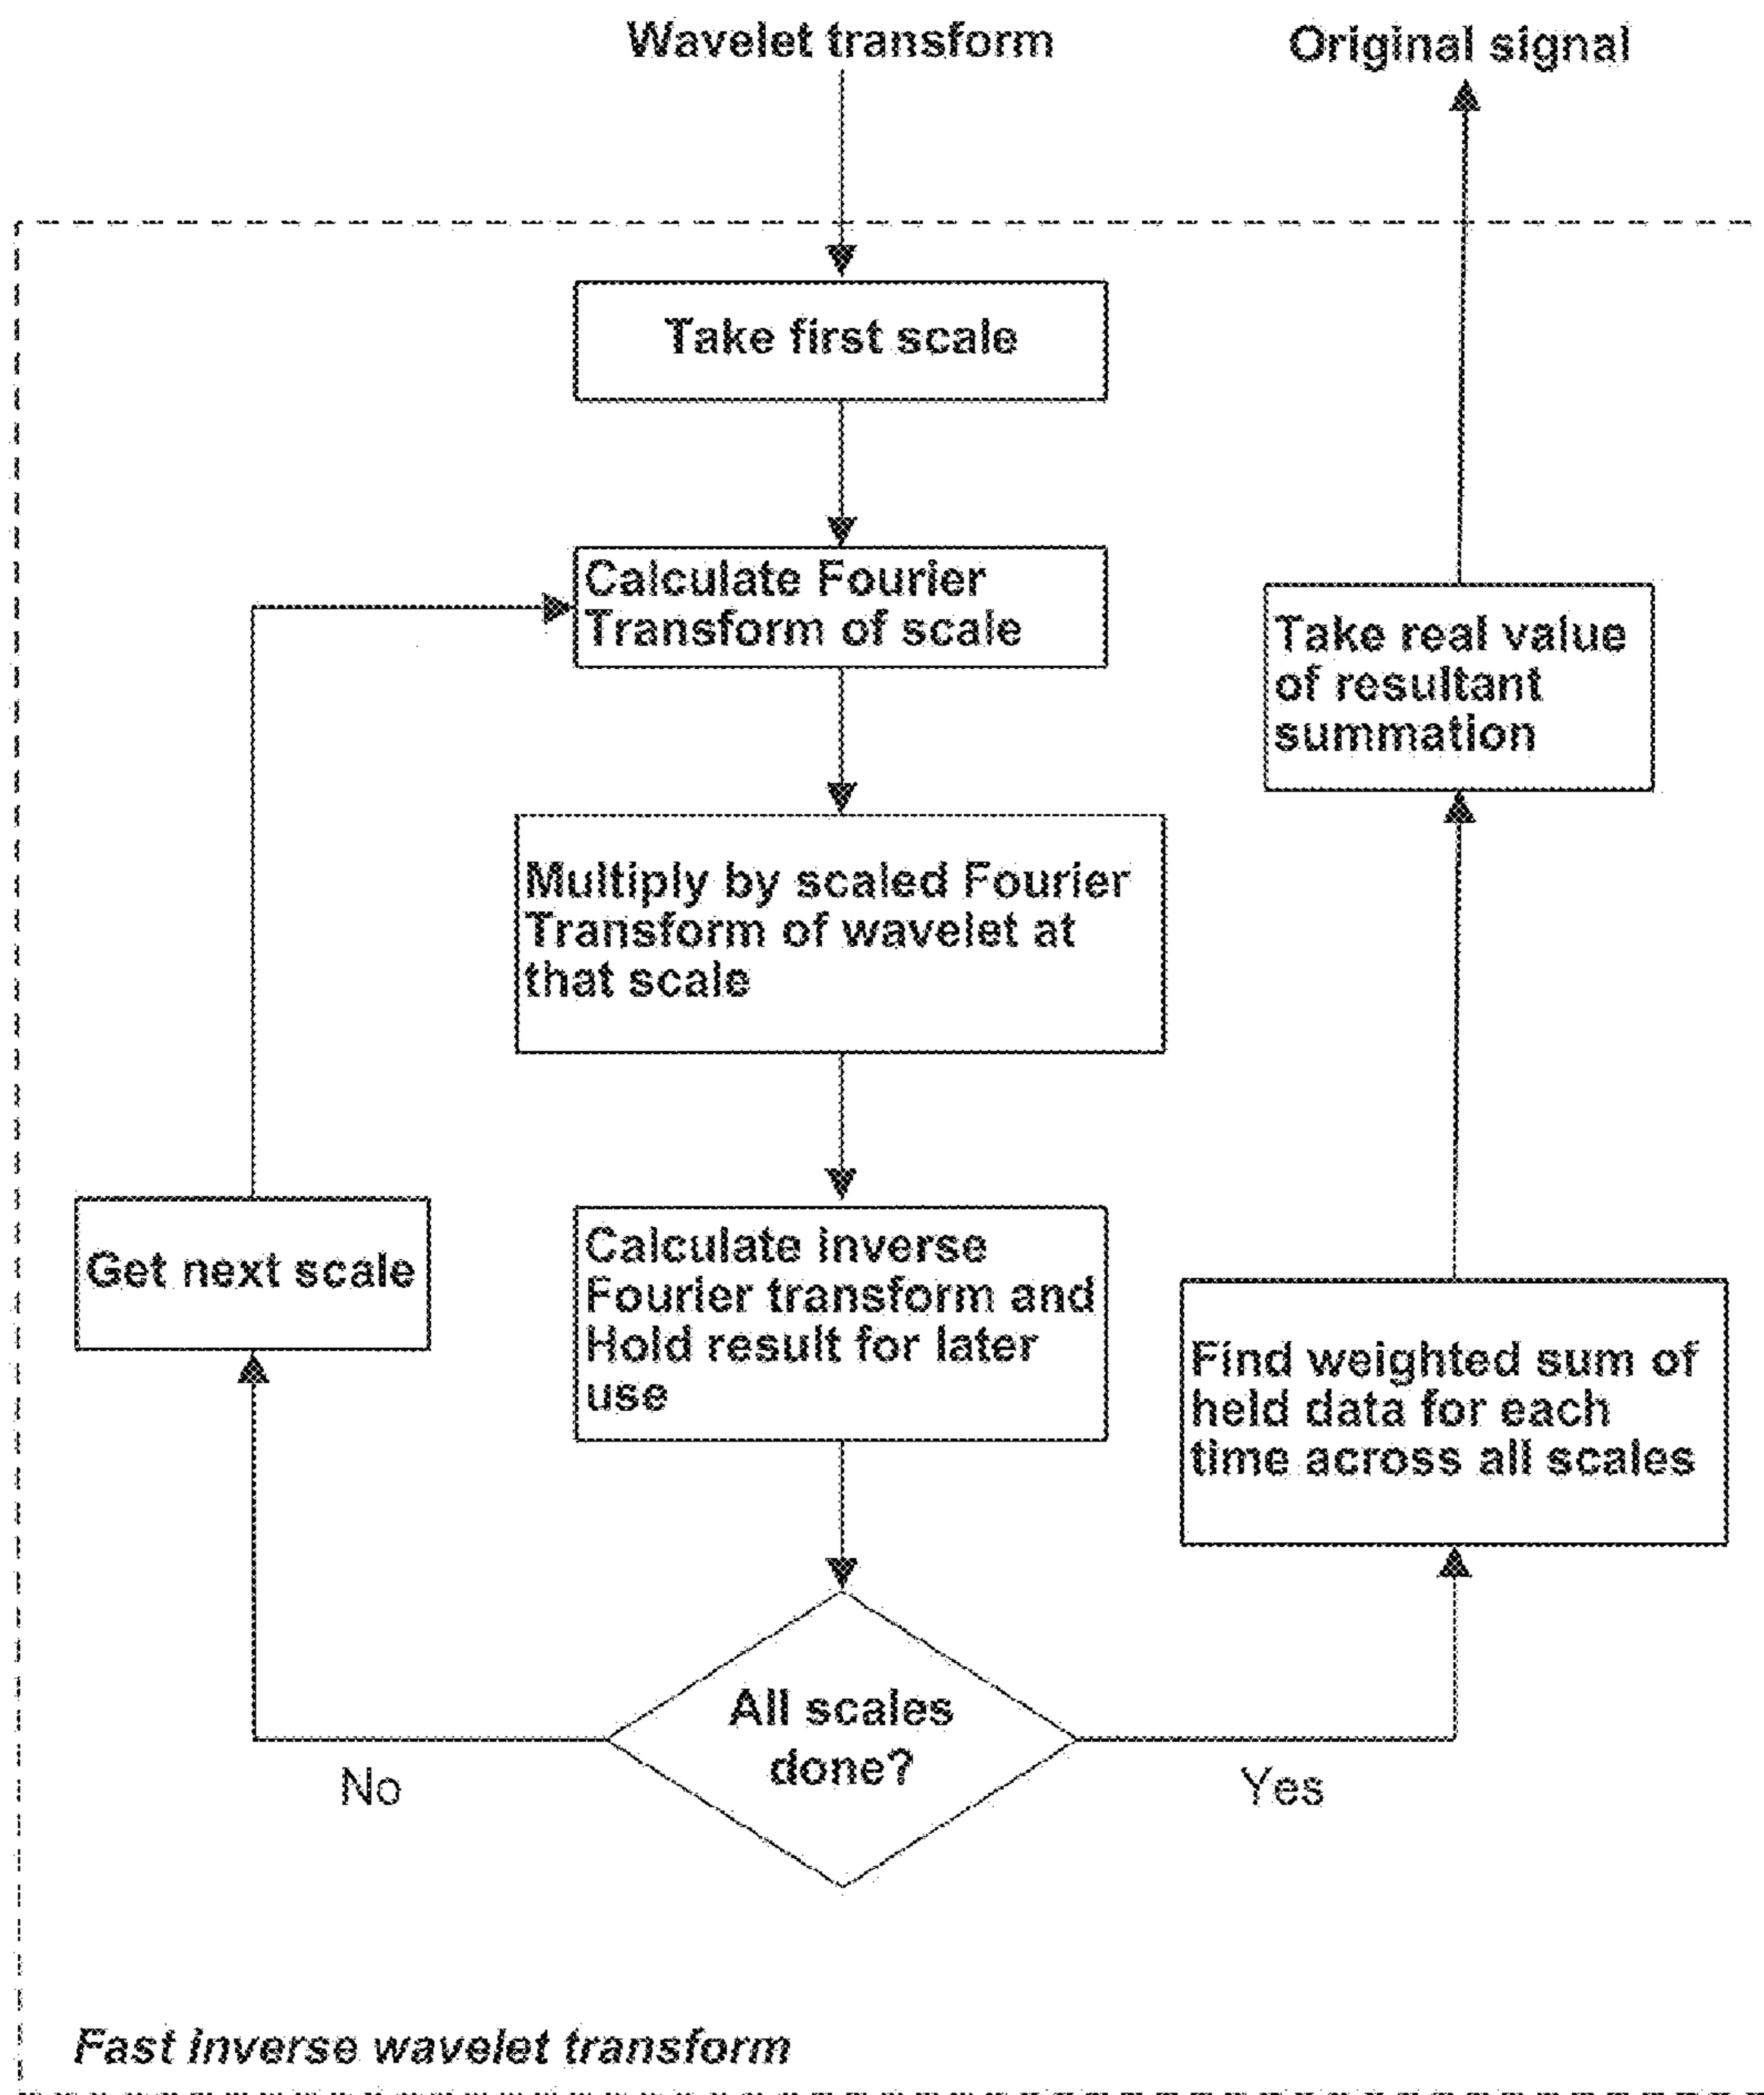 Wavelet transform
Original signal
Take first scale
Calculate Fourier
Transform of scale
Take real value
of resultant
summation
Multiply by scaled Fourier
Transform of wavelet at
that scale
Get next scale
Calculate inverse
Fourier transform and
Hold result for later
use
Find weighted sum of
held data for each
time across all scales
All scales
done?
No
Yes
Fast inverse wavelet transform